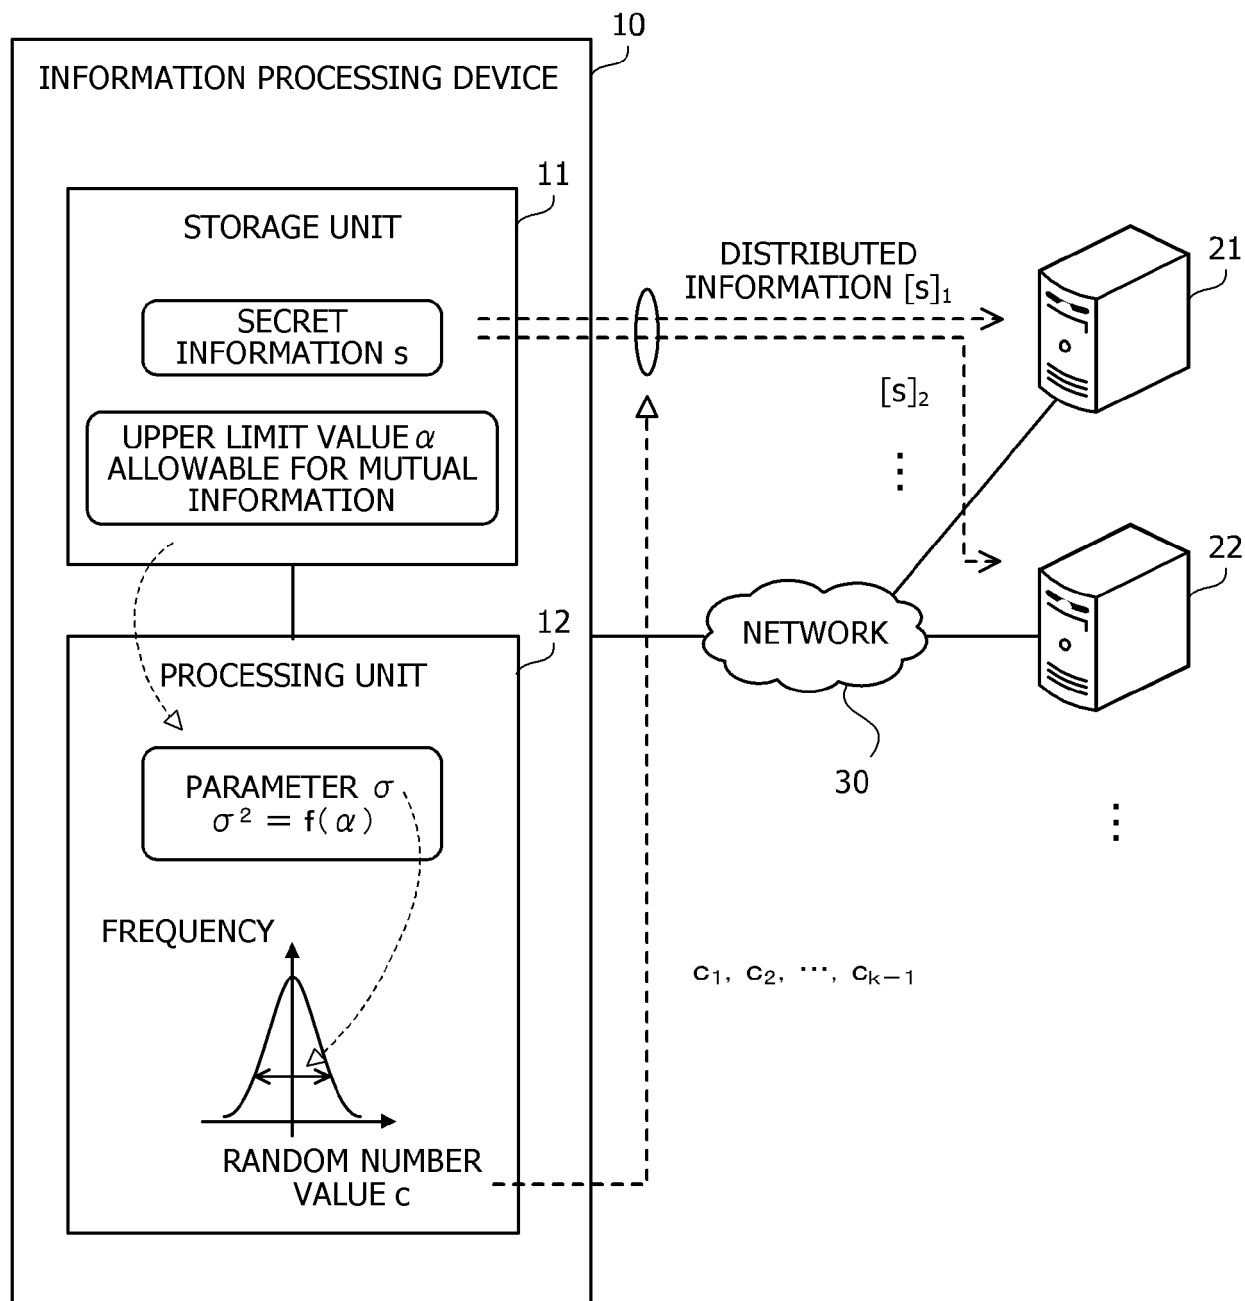 10
INFORMATION PROCESSING DEVICE
11
STORAGE UNIT
SECRET
INFORMATION s
UPPER LIMIT VALUE α
ALLOWABLE FOR MUTUAL
INFORMATION
DISTRIBUTED
INFORMATION [s]₁
[s]₂
⋮
21
22
NETWORK
30
⋮
12
PROCESSING UNIT
PARAMETER σ
σ² = f(α)
FREQUENCY
RANDOM NUMBER
VALUE c
c₁, c₂, ⋯, cₖ₋₁